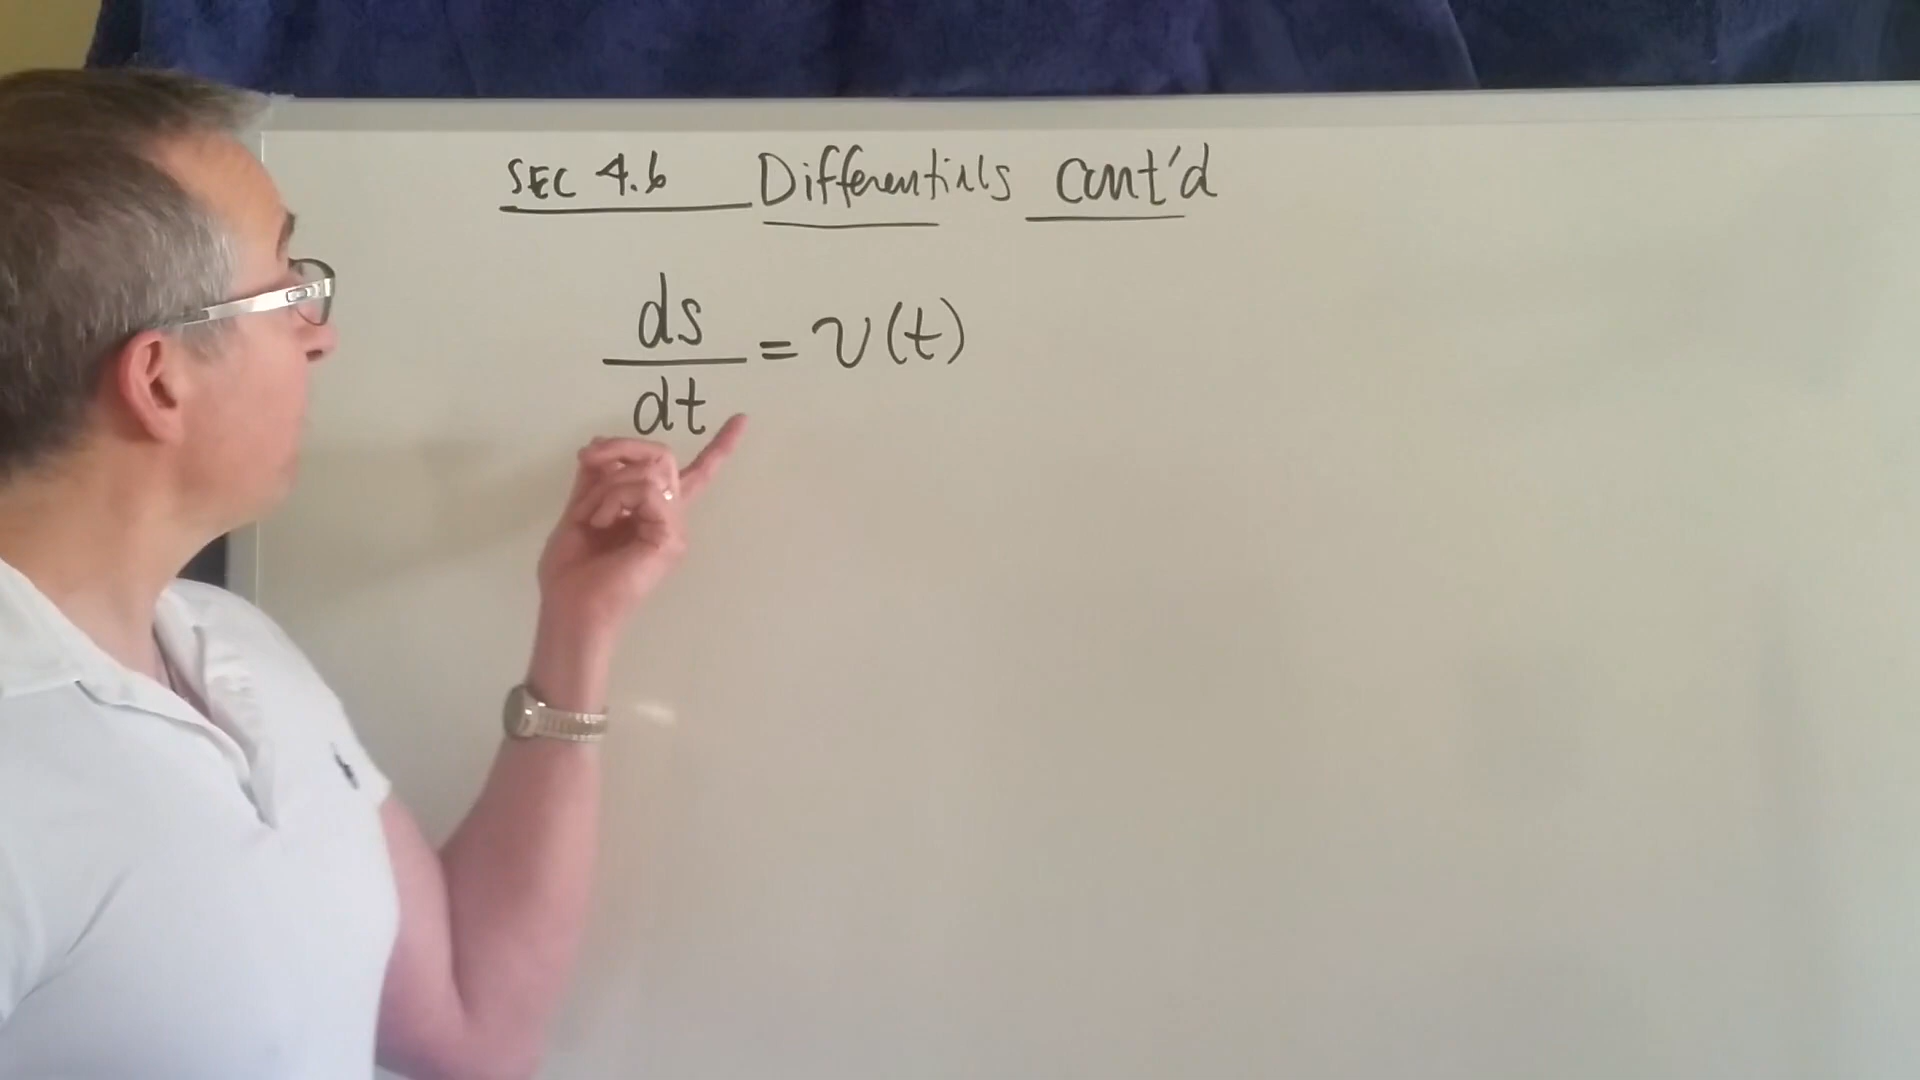 SEC 4.6 Differentials cont'd
ds
dt = v(t)